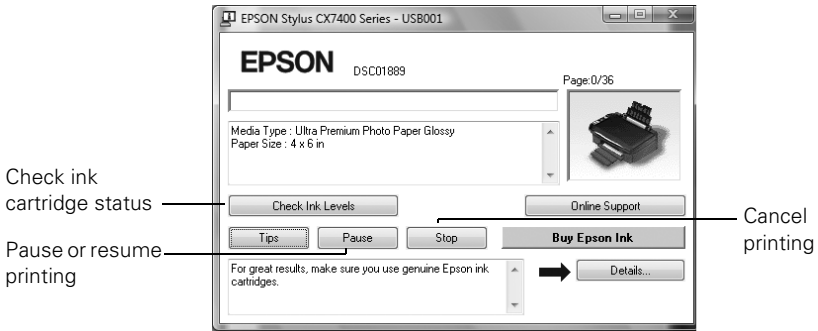 EPSON Stylus CX7400 Series - USB001
EPSON
DSC01889
Page:0/36
Media Type : Ultra Premium Photo Paper Glossy
Paper Size : 4 x 6 in
Check ink
cartridge status
Check Ink Levels
Online Support
Tips
Pause
Stop
Buy Epson Ink
Cancel
printing
Pause or resume
printing
For great results, make sure you use genuine Epson ink
cartridges.
Details...